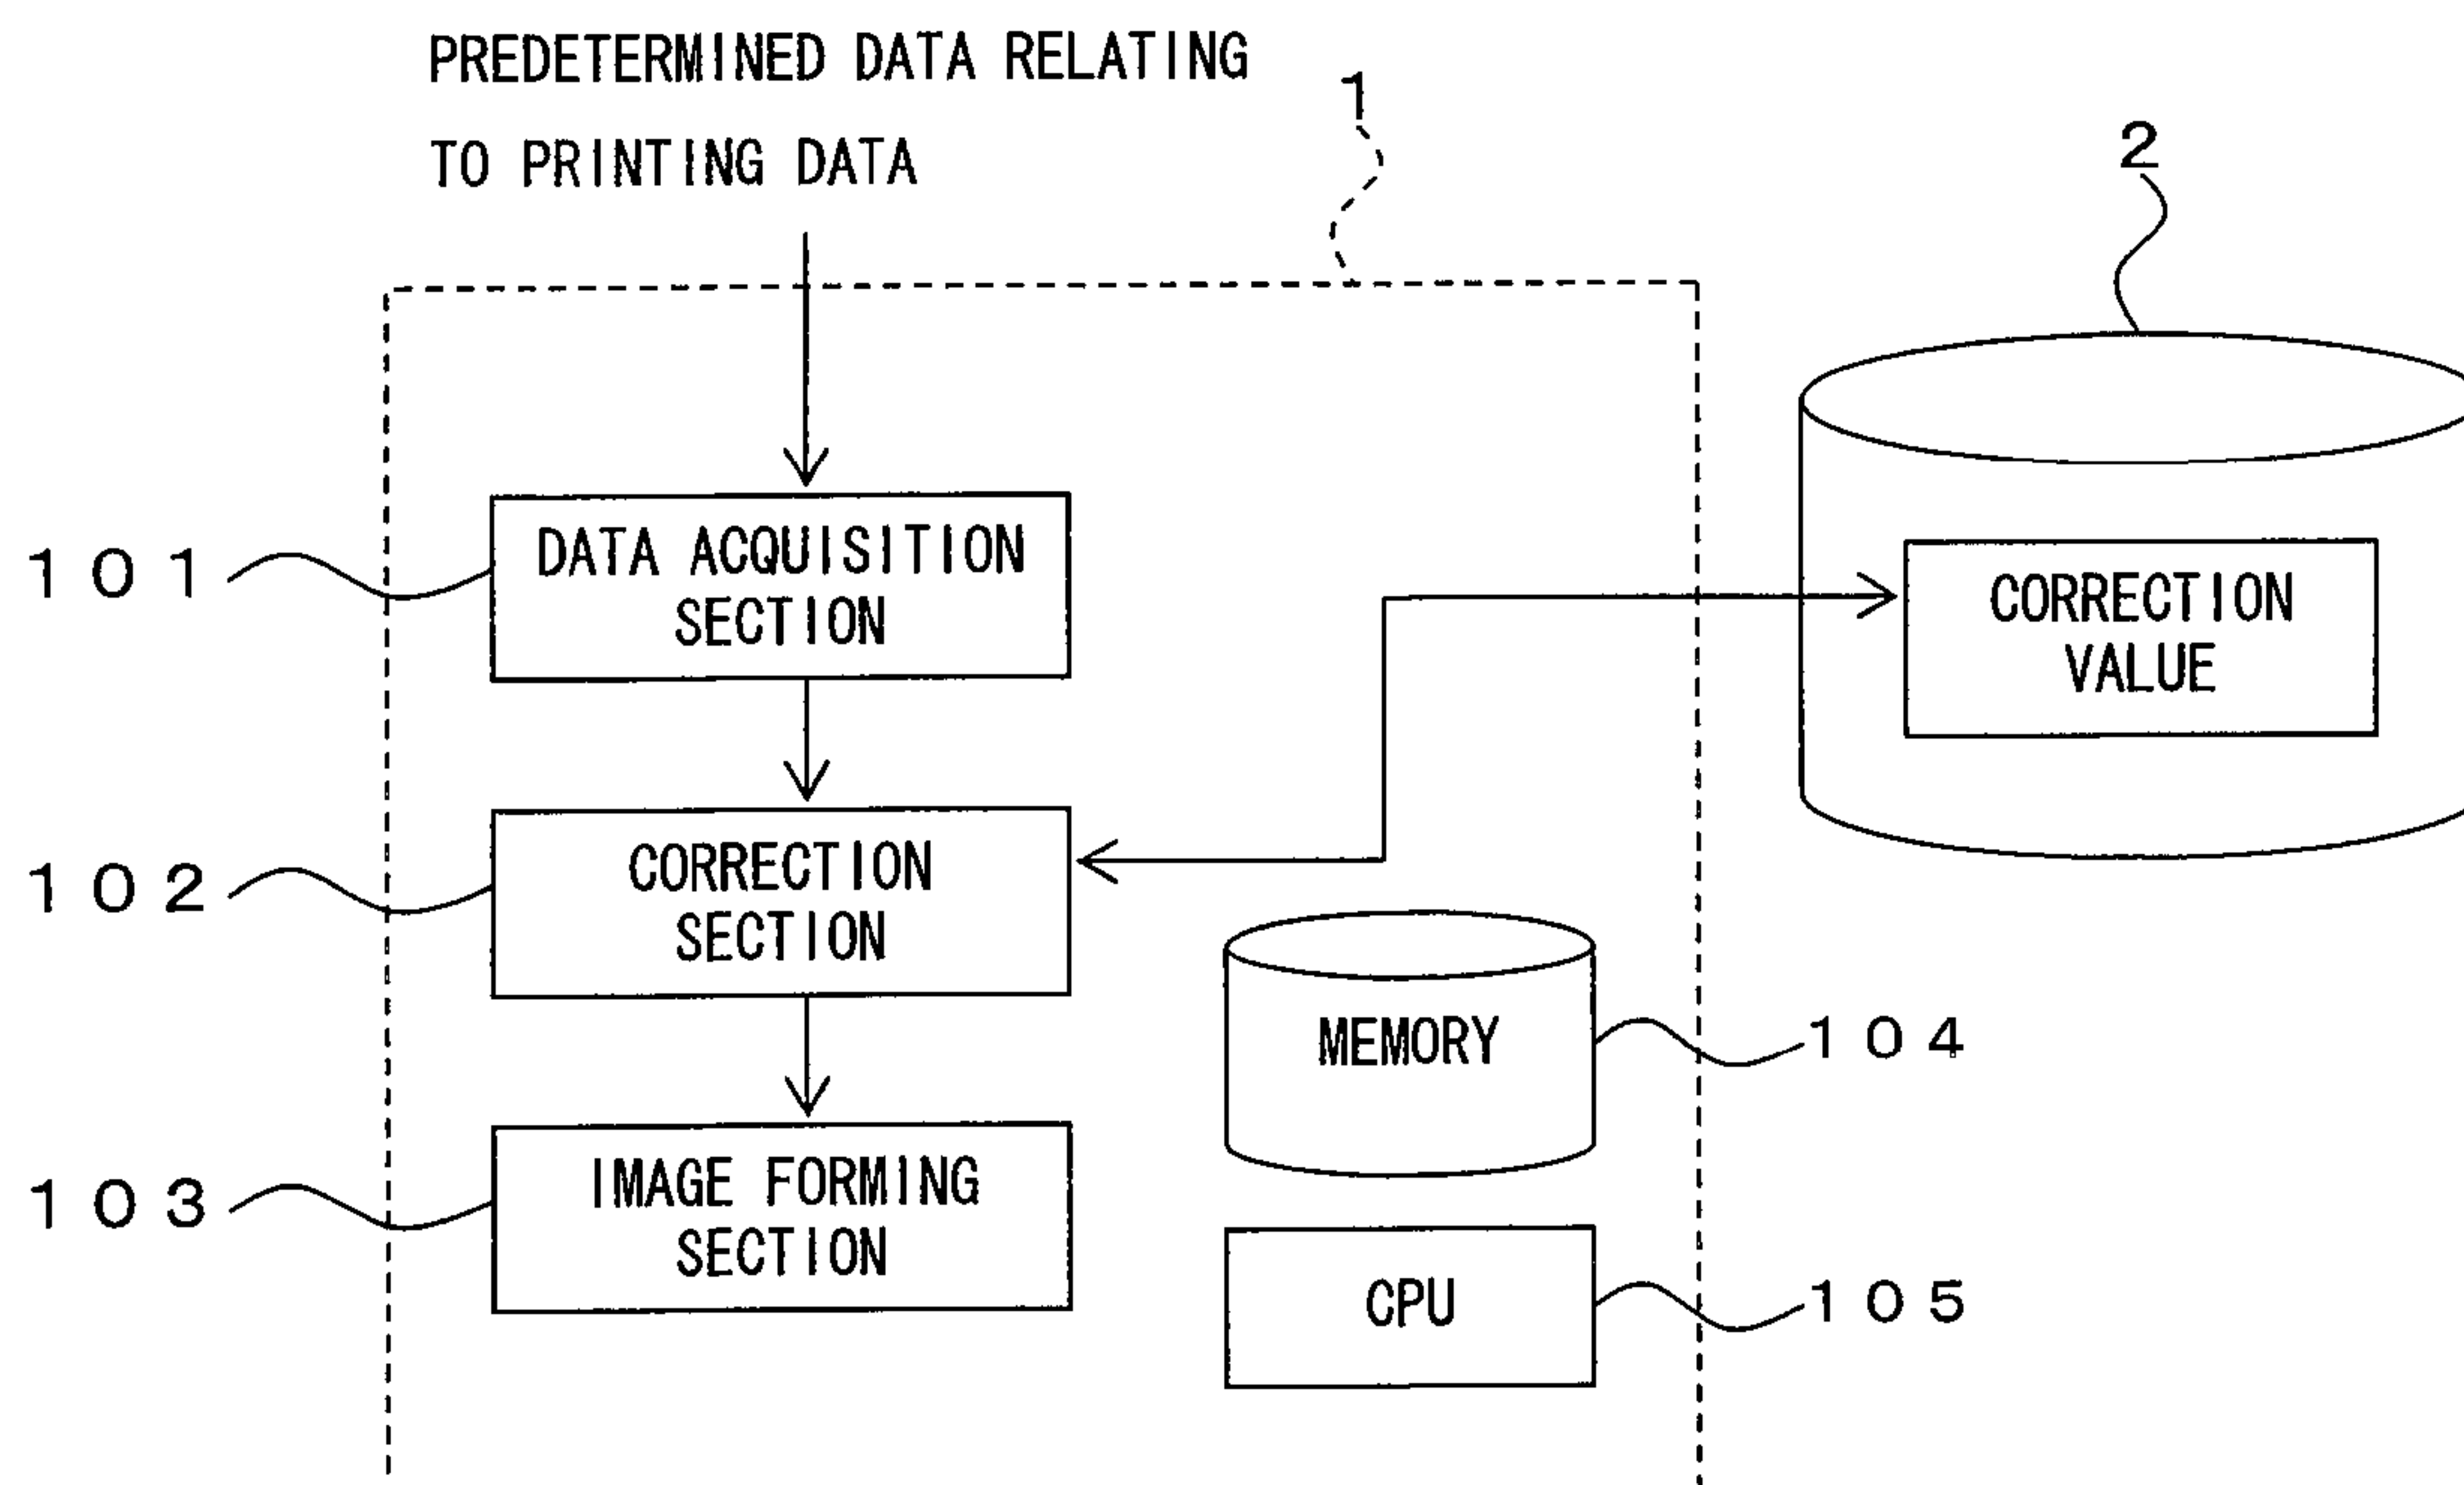 PREDETERMINED DATA RELATING
TO PRINTING DATA
1
2
101
DATA ACQUISITION
SECTION
CORRECTION
VALUE
102
CORRECTION
SECTION
MEMORY
104
103
IMAGE FORMING
SECTION
CPU
105